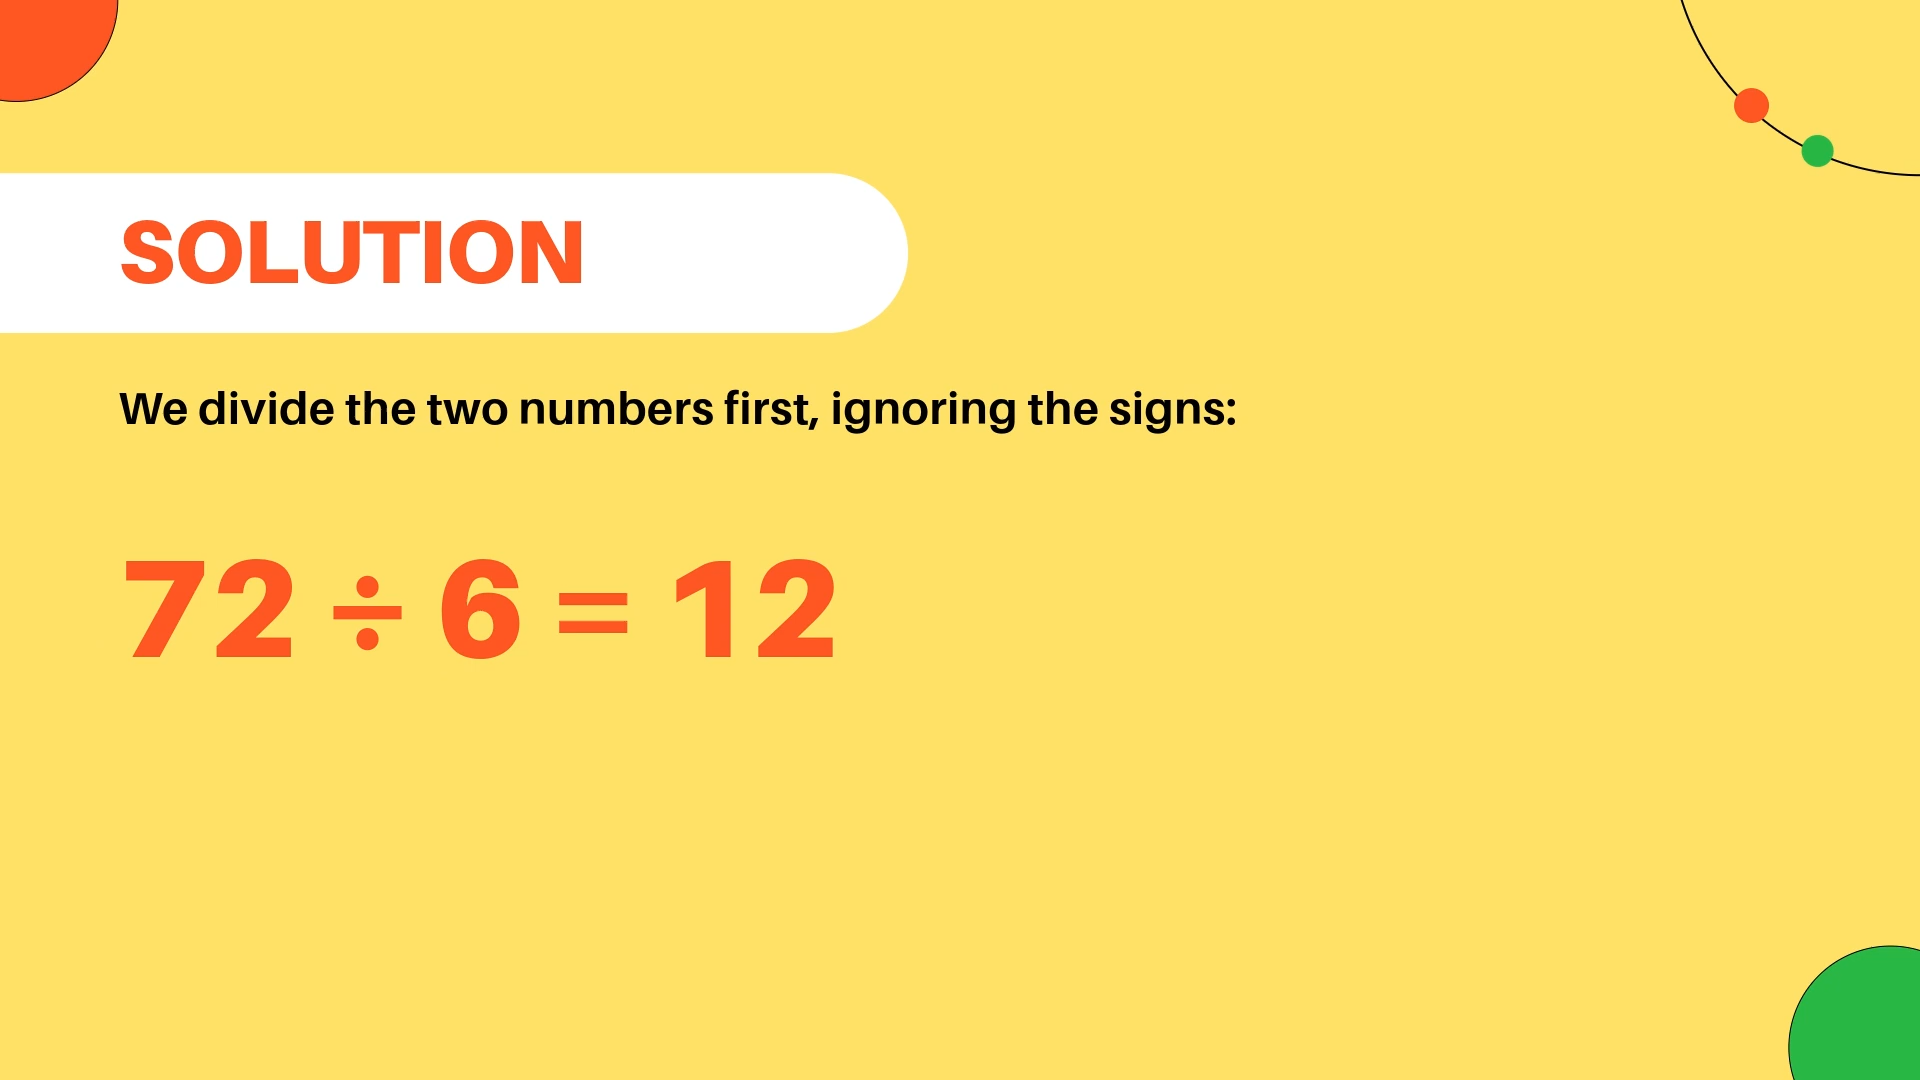 SOLUTION
We divide the two numbers first, ignoring the signs:
72 ÷ 6 = 12